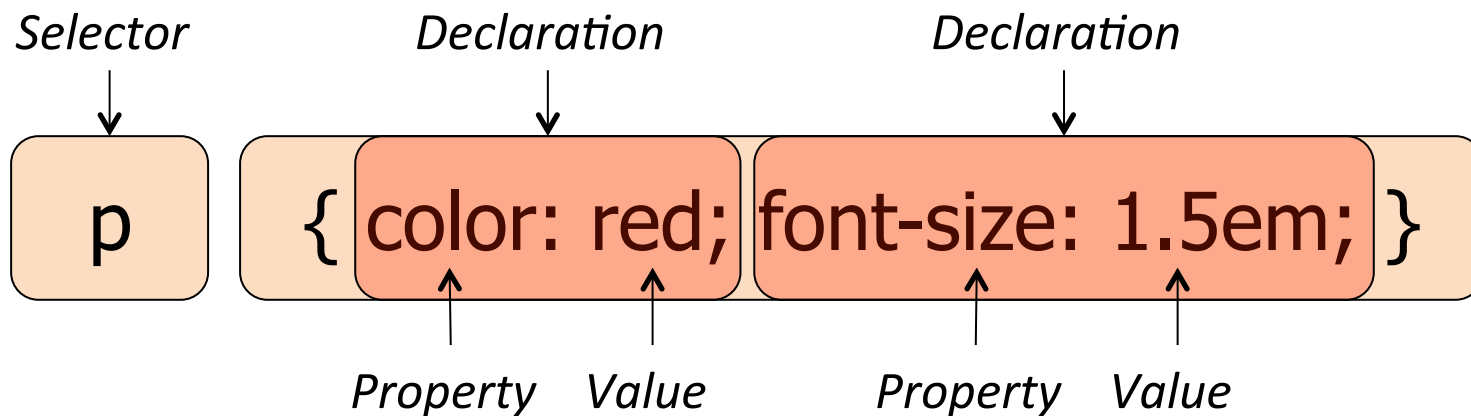 Selector Declaration Declaration
p { color: red; font-size: 1.5em; }
Property Value Property Value